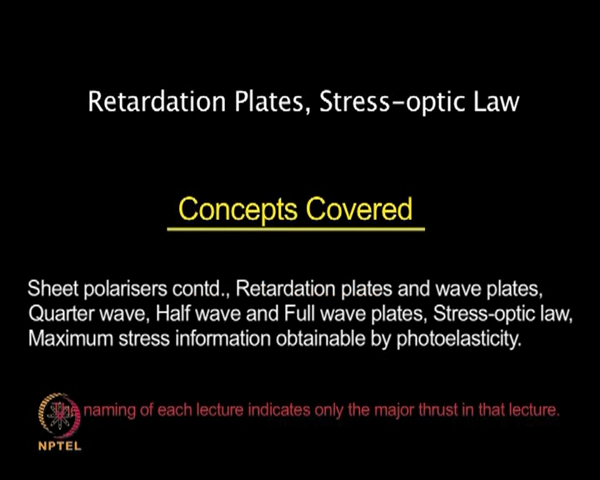 Retardation Plates, Stress-optic Law
Concepts Covered
Sheet polarisers contd., Retardation plates and wave plates,
Quarter wave, Half wave and Full wave plates, Stress-optic law,
Maximum stress information obtainable by photoelasticity.
The naming of each lecture indicates only the major thrust in that lecture.
NPTEL